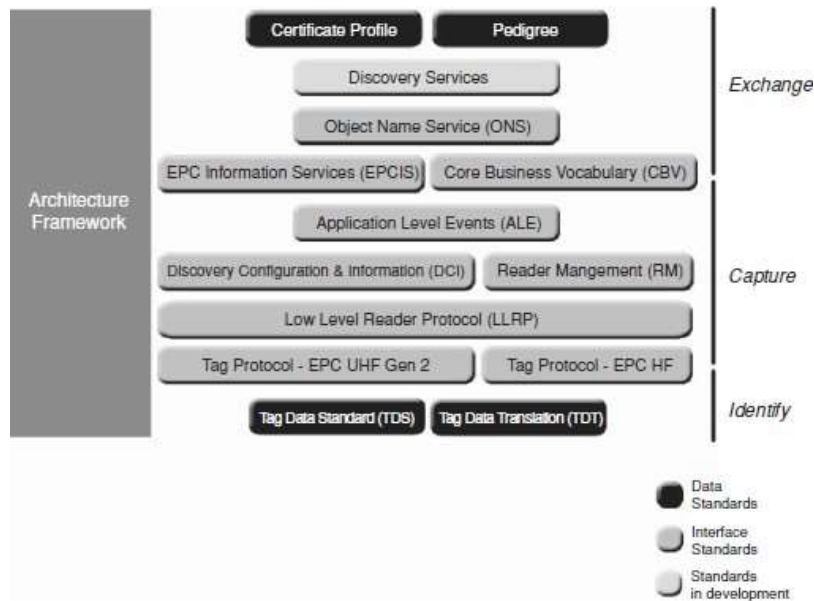 Certificate Profile
Pedigree
Discovery Services
Exchange
Object Name Service (ONS)
EPC Information Services (EPCIS)
Core Business Vocabulary (CBV)
Architecture
Framework
Application Level Events (ALE)
Discovery Configuration & Information (DCI)
Reader Mangement (RM)
Capture
Low Level Reader Protocol (LLRP)
Tag Protocol - EPC UHF Gen 2
Tag Protocol - EPC HF
Tag Data Standard (TDS)
Tag Data Translation (TDT)
Identify
Data
Standards
Interface
Standards
Standards
in development